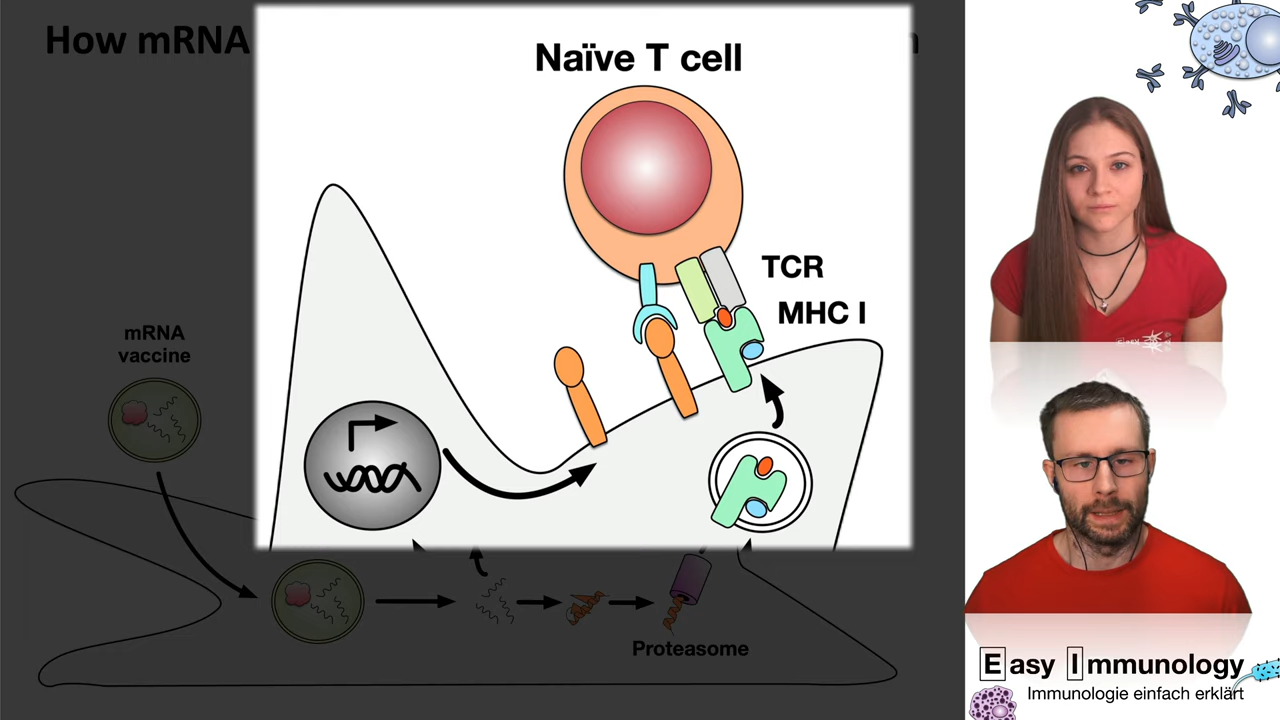 How mRNA
Naïve T cell
TCR
MHC I
mRNA
vaccine
Proteasome
Easy Immunology
Immunologie einfach erklärt